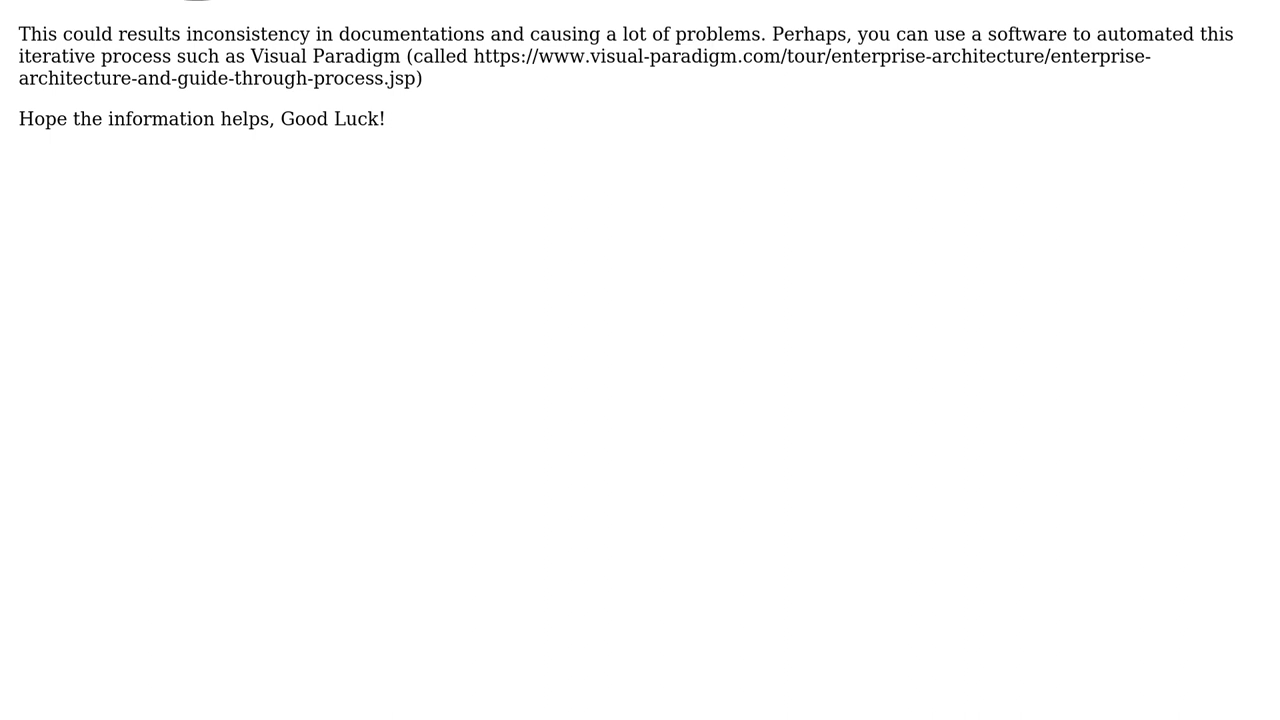 This could results inconsistency in documentations and causing a lot of problems. Perhaps, you can use a software to automated this
iterative process such as Visual Paradigm (called https://www.visual-paradigm.com/tour/enterprise-architecture/enterprise-
architecture-and-guide-through-process.jsp)
Hope the information helps, Good Luck!